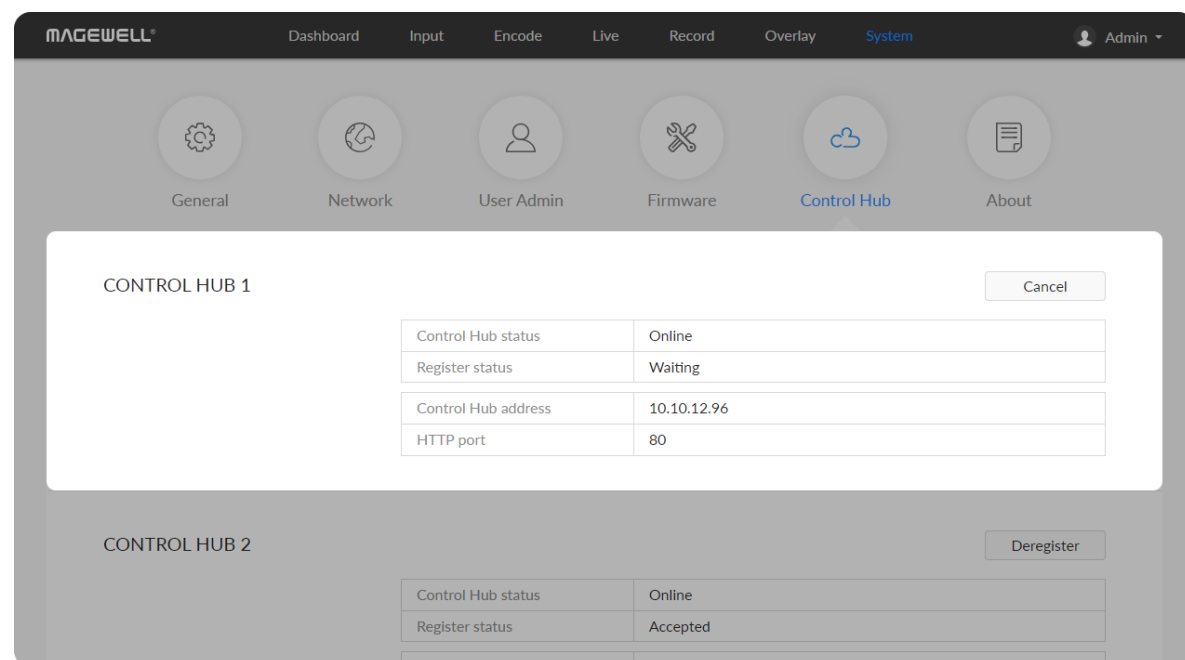 MAGEWELL®
Dashboard Input Encode Live Record Overlay System Admin
General Network User Admin Firmware Control Hub About
CONTROL HUB 1 Cancel
Control Hub status Online
Register status Waiting
Control Hub address 10.10.12.96
HTTP port 80
CONTROL HUB 2 Deregister
Control Hub status Online
Register status Accepted